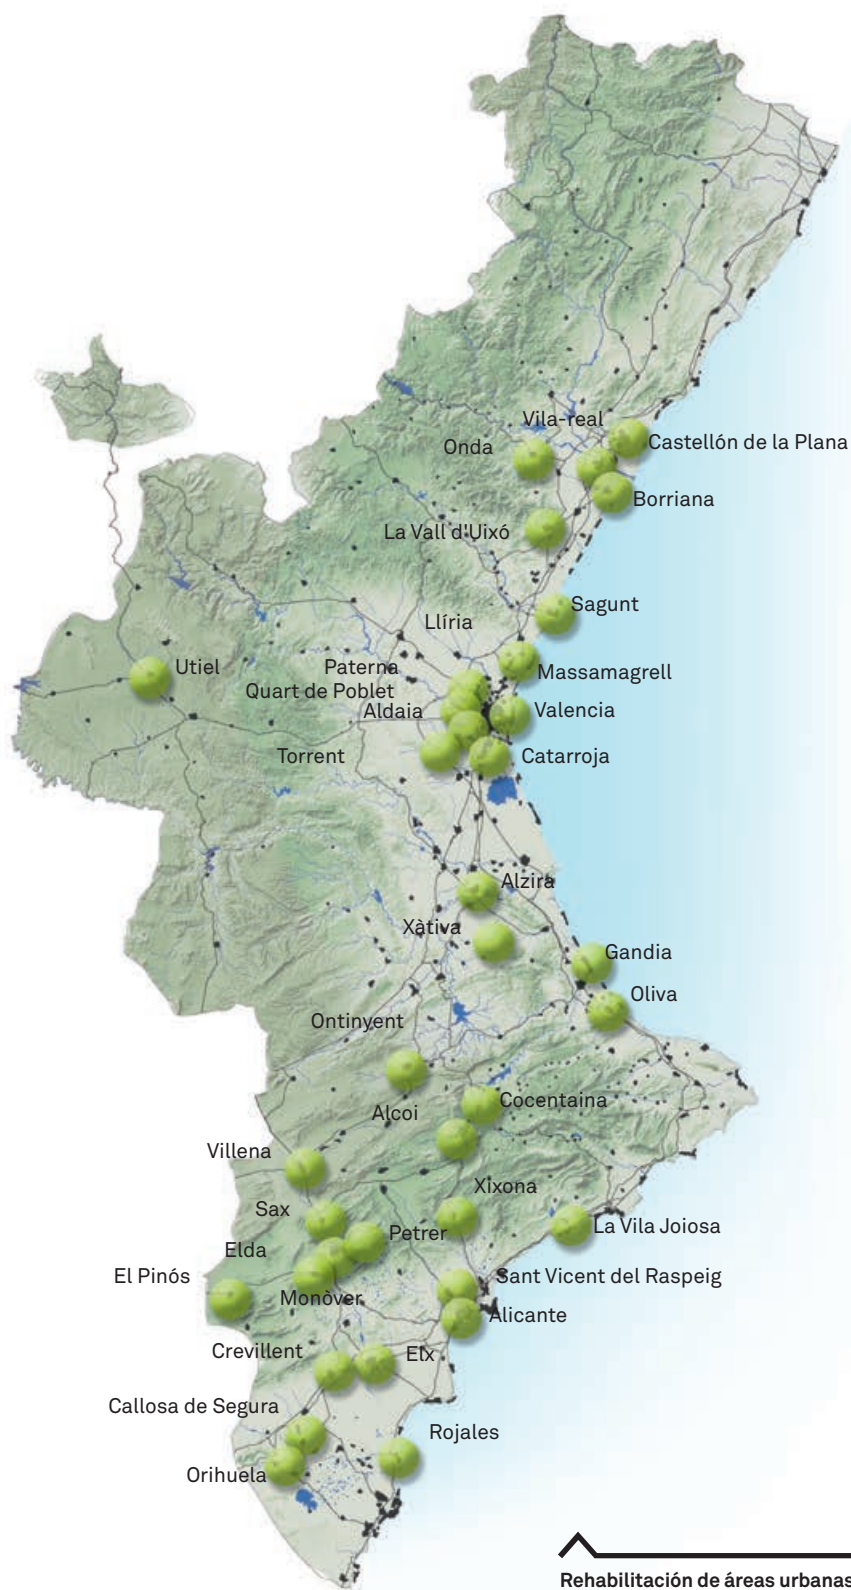 Vila-real
Castellón de la Plana
Onda
Borriana
La Vall d'Uixó
Sagunt
Llíria
Utiel
Paterna
Massamagrell
Quart de Poblet
Aldaia
Valencia
Torrent
Catarroja
Alzira
Xàtiva
Gandia
Oliva
Ontinyent
Cocentaina
Alcoi
Villena
Xixona
Sax
La Vila Joiosa
Petrer
Elda
El Pinós
Sant Vicent del Raspeig
Monòver
Alicante
Crevillent
Elx
Callosa de Segura
Rojales
Orihuela
Rehabilitación de áreas urbanas